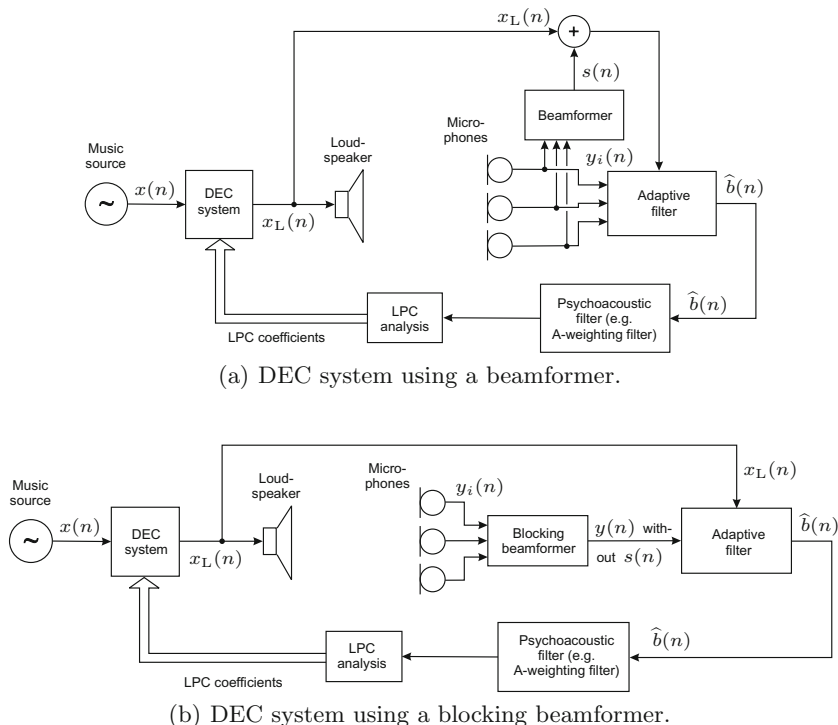 x_L(n)
+
s(n)
Micro-
phones
Beamformer
Music
source
Loud-
speaker
y_i(n)
x(n)
~
DEC
system
x_L(n)
Adaptive
filter
b̂(n)
LPC
analysis
Psychoacoustic
filter (e.g.
A-weighting filter)
b̂(n)
LPC coefficients
(a) DEC system using a beamformer.
Music
source
Loud-
speaker
Micro-
phones
y_i(n)
x_L(n)
x(n)
~
DEC
system
x_L(n)
Blocking
beamformer
y(n) with-
out s(n)
Adaptive
filter
b̂(n)
LPC
analysis
Psychoacoustic
filter (e.g.
A-weighting filter)
b̂(n)
LPC coefficients
(b) DEC system using a blocking beamformer.